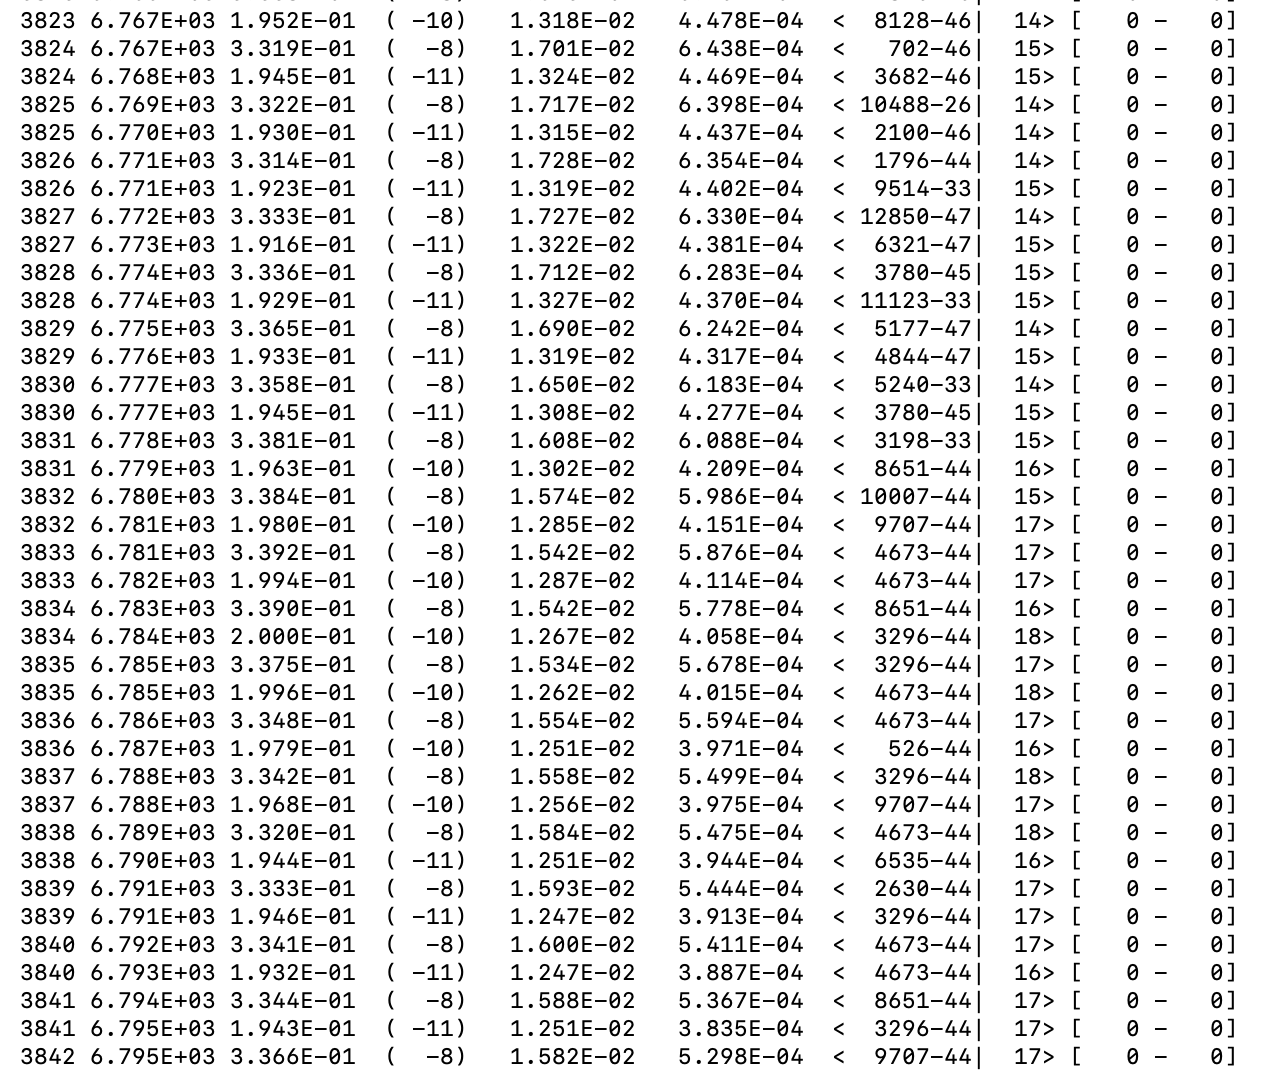 3823 6.767E+03 1.952E-01  ( -10)   1.318E-02   4.478E-04  <  8128-46|  14> [   0 -   0]
3824 6.767E+03 3.319E-01  (  -8)   1.701E-02   6.438E-04  <   702-46|  15> [   0 -   0]
3824 6.768E+03 1.945E-01  ( -11)   1.324E-02   4.469E-04  <  3682-46|  15> [   0 -   0]
3825 6.769E+03 3.322E-01  (  -8)   1.717E-02   6.398E-04  < 10488-26|  14> [   0 -   0]
3825 6.770E+03 1.930E-01  ( -11)   1.315E-02   4.437E-04  <  2100-46|  14> [   0 -   0]
3826 6.771E+03 3.314E-01  (  -8)   1.728E-02   6.354E-04  <  1796-44|  14> [   0 -   0]
3826 6.771E+03 1.923E-01  ( -11)   1.319E-02   4.402E-04  <  9514-33|  15> [   0 -   0]
3827 6.772E+03 3.333E-01  (  -8)   1.727E-02   6.330E-04  < 12850-47|  14> [   0 -   0]
3827 6.773E+03 1.916E-01  ( -11)   1.322E-02   4.381E-04  <  6321-47|  15> [   0 -   0]
3828 6.774E+03 3.336E-01  (  -8)   1.712E-02   6.283E-04  <  3780-45|  15> [   0 -   0]
3828 6.774E+03 1.929E-01  ( -11)   1.327E-02   4.370E-04  < 11123-33|  15> [   0 -   0]
3829 6.775E+03 3.365E-01  (  -8)   1.690E-02   6.242E-04  <  5177-47|  14> [   0 -   0]
3829 6.776E+03 1.933E-01  ( -11)   1.319E-02   4.317E-04  <  4844-47|  15> [   0 -   0]
3830 6.777E+03 3.358E-01  (  -8)   1.650E-02   6.183E-04  <  5240-33|  14> [   0 -   0]
3830 6.777E+03 1.945E-01  ( -11)   1.308E-02   4.277E-04  <  3780-45|  15> [   0 -   0]
3831 6.778E+03 3.381E-01  (  -8)   1.608E-02   6.088E-04  <  3198-33|  15> [   0 -   0]
3831 6.779E+03 1.963E-01  ( -10)   1.302E-02   4.209E-04  <  8651-44|  16> [   0 -   0]
3832 6.780E+03 3.384E-01  (  -8)   1.574E-02   5.986E-04  < 10007-44|  15> [   0 -   0]
3832 6.781E+03 1.980E-01  ( -10)   1.285E-02   4.151E-04  <  9707-44|  17> [   0 -   0]
3833 6.781E+03 3.392E-01  (  -8)   1.542E-02   5.876E-04  <  4673-44|  17> [   0 -   0]
3833 6.782E+03 1.994E-01  ( -10)   1.287E-02   4.114E-04  <  4673-44|  17> [   0 -   0]
3834 6.783E+03 3.390E-01  (  -8)   1.542E-02   5.778E-04  <  8651-44|  16> [   0 -   0]
3834 6.784E+03 2.000E-01  ( -10)   1.267E-02   4.058E-04  <  3296-44|  18> [   0 -   0]
3835 6.785E+03 3.375E-01  (  -8)   1.534E-02   5.678E-04  <  3296-44|  17> [   0 -   0]
3835 6.785E+03 1.996E-01  ( -10)   1.262E-02   4.015E-04  <  4673-44|  18> [   0 -   0]
3836 6.786E+03 3.348E-01  (  -8)   1.554E-02   5.594E-04  <  4673-44|  17> [   0 -   0]
3836 6.787E+03 1.979E-01  ( -10)   1.251E-02   3.971E-04  <   526-44|  16> [   0 -   0]
3837 6.788E+03 3.342E-01  (  -8)   1.558E-02   5.499E-04  <  3296-44|  18> [   0 -   0]
3837 6.788E+03 1.968E-01  ( -10)   1.256E-02   3.975E-04  <  9707-44|  17> [   0 -   0]
3838 6.789E+03 3.320E-01  (  -8)   1.584E-02   5.475E-04  <  4673-44|  18> [   0 -   0]
3838 6.790E+03 1.944E-01  ( -11)   1.251E-02   3.944E-04  <  6535-44|  16> [   0 -   0]
3839 6.791E+03 3.333E-01  (  -8)   1.593E-02   5.444E-04  <  2630-44|  17> [   0 -   0]
3839 6.791E+03 1.946E-01  ( -11)   1.247E-02   3.913E-04  <  3296-44|  17> [   0 -   0]
3840 6.792E+03 3.341E-01  (  -8)   1.600E-02   5.411E-04  <  4673-44|  17> [   0 -   0]
3840 6.793E+03 1.932E-01  ( -11)   1.247E-02   3.887E-04  <  4673-44|  16> [   0 -   0]
3841 6.794E+03 3.344E-01  (  -8)   1.588E-02   5.367E-04  <  8651-44|  17> [   0 -   0]
3841 6.795E+03 1.943E-01  ( -11)   1.251E-02   3.835E-04  <  3296-44|  17> [   0 -   0]
3842 6.795E+03 3.366E-01  (  -8)   1.582E-02   5.298E-04  <  9707-44|  17> [   0 -   0]